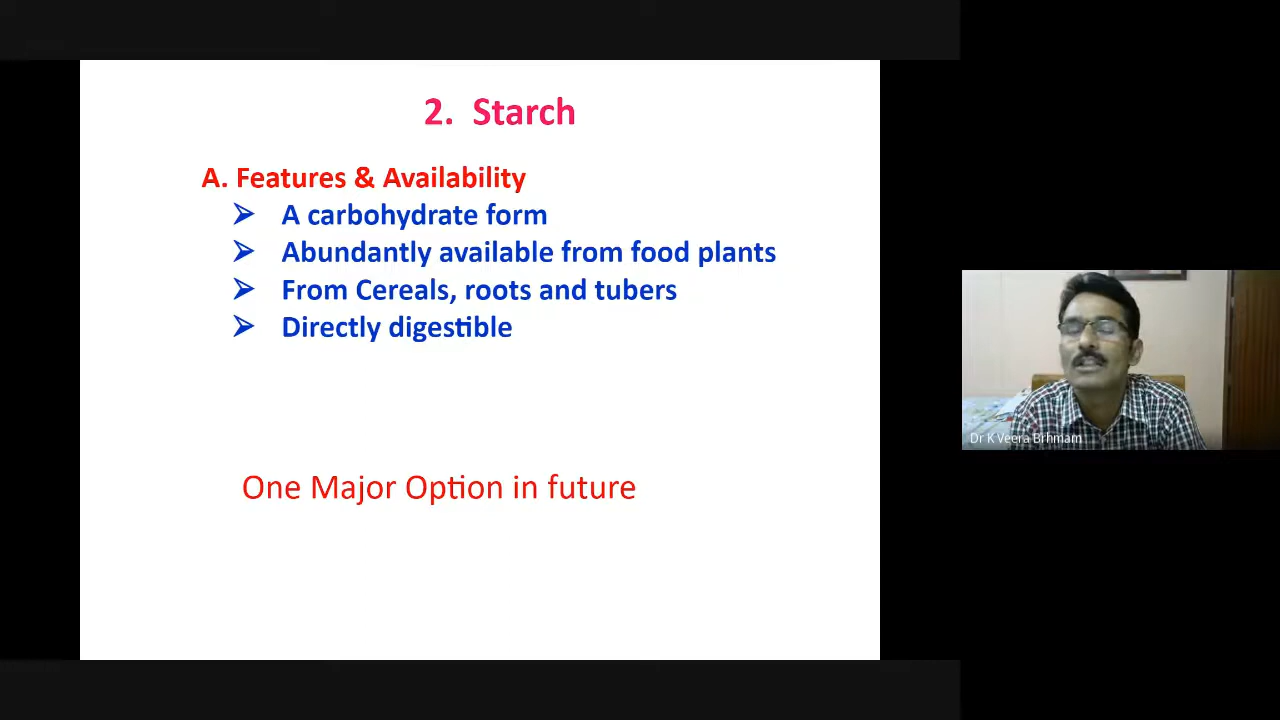 2. Starch
A. Features & Availability
➢ A carbohydrate form
➢ Abundantly available from food plants
➢ From Cereals, roots and tubers
➢ Directly digestible
One Major Option in future
Dr K Veera Brhmam